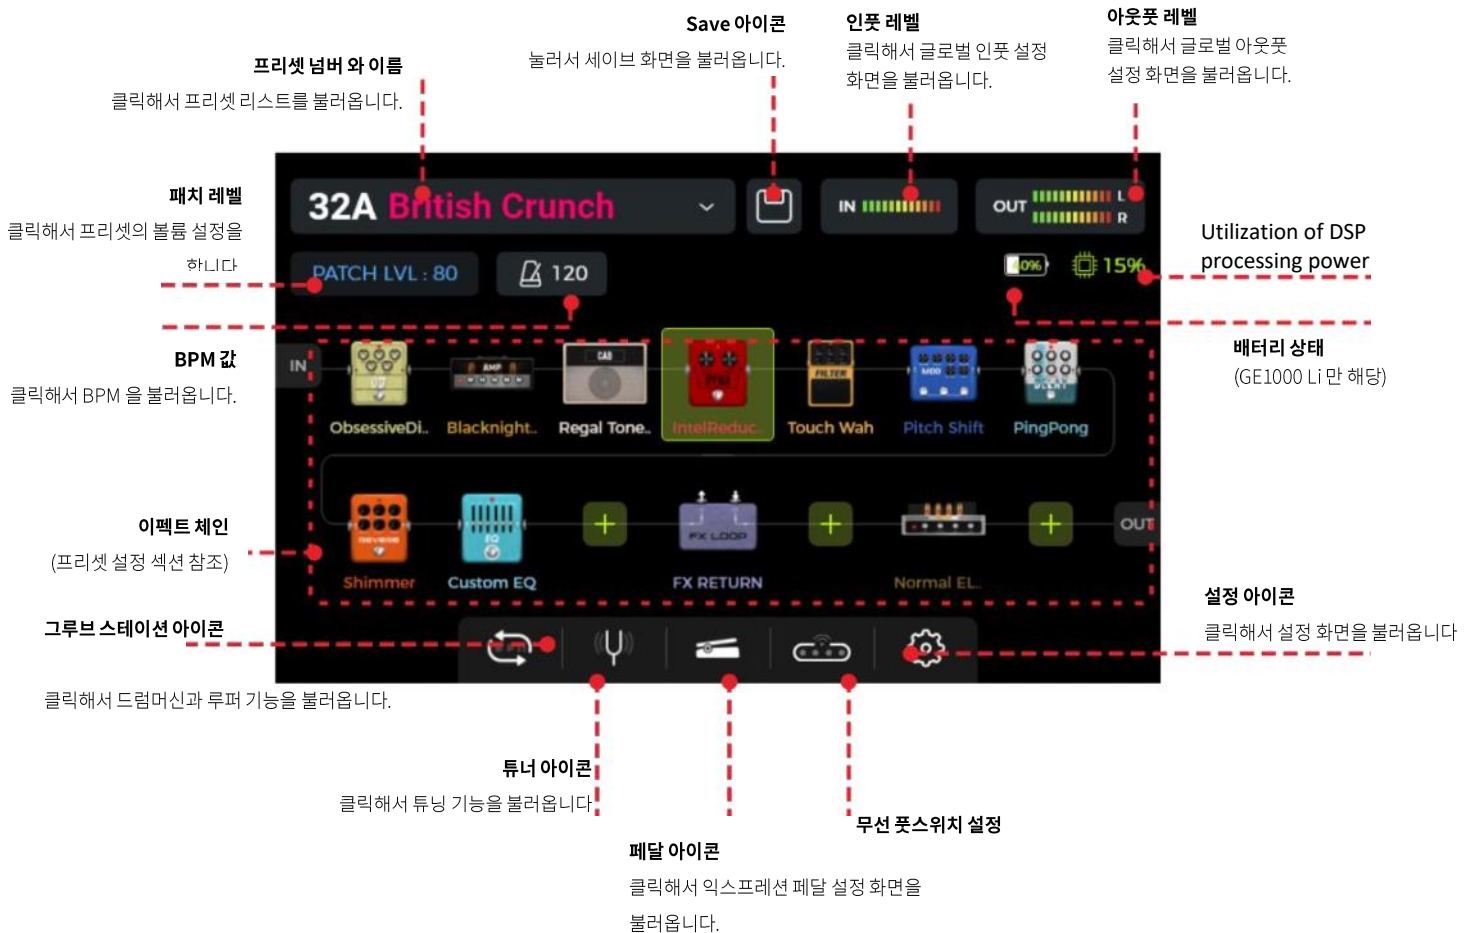 Save 아이콘
눌러서 세이브 화면을 불러옵니다.
인풋 레벨
클릭해서 글로벌 인풋 설정
화면을 불러옵니다.
아웃풋 레벨
클릭해서 글로벌 아웃풋
설정 화면을 불러옵니다.
프리셋 넘버 와 이름
클릭해서 프리셋 리스트를 불러옵니다.
패치 레벨
클릭해서 프리셋의 볼륨 설정을
합니다
32A British Crunch
IN
OUT
L
R
PATCH LVL : 80
120
40%
15%
Utilization of DSP
processing power
BPM 값
클릭해서 BPM 을 불러옵니다.
배터리 상태
(GE1000 Li 만 해당)
IN
AMP
CAB
FILTER
MOD
ObsessiveDi..
Blacknight..
Regal Tone..
IntelReduc..
Touch Wah
Pitch Shift
PingPong
이펙트 체인
(프리셋 설정 섹션 참조)
REVERB
EQ
FX LOOP
OUT
Shimmer
Custom EQ
FX RETURN
Normal EL..
그루브 스테이션 아이콘
클릭해서 드럼머신과 루퍼 기능을 불러옵니다.
설정 아이콘
클릭해서 설정 화면을 불러옵니다
튜너 아이콘
클릭해서 튜닝 기능을 불러옵니다
무선 풋스위치 설정
페달 아이콘
클릭해서 익스프레션 페달 설정 화면을
불러옵니다.